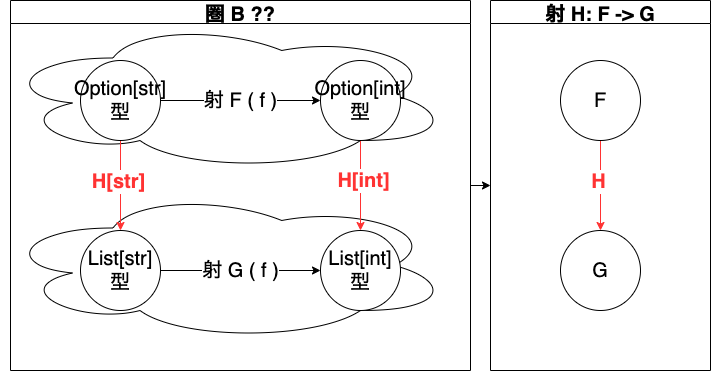 圏 B ??
射 H: F -> G
Option[str]
型
射 F ( f )
Option[int]
型
F
H[str]
H[int]
H
List[str]
型
射 G ( f )
List[int]
型
G